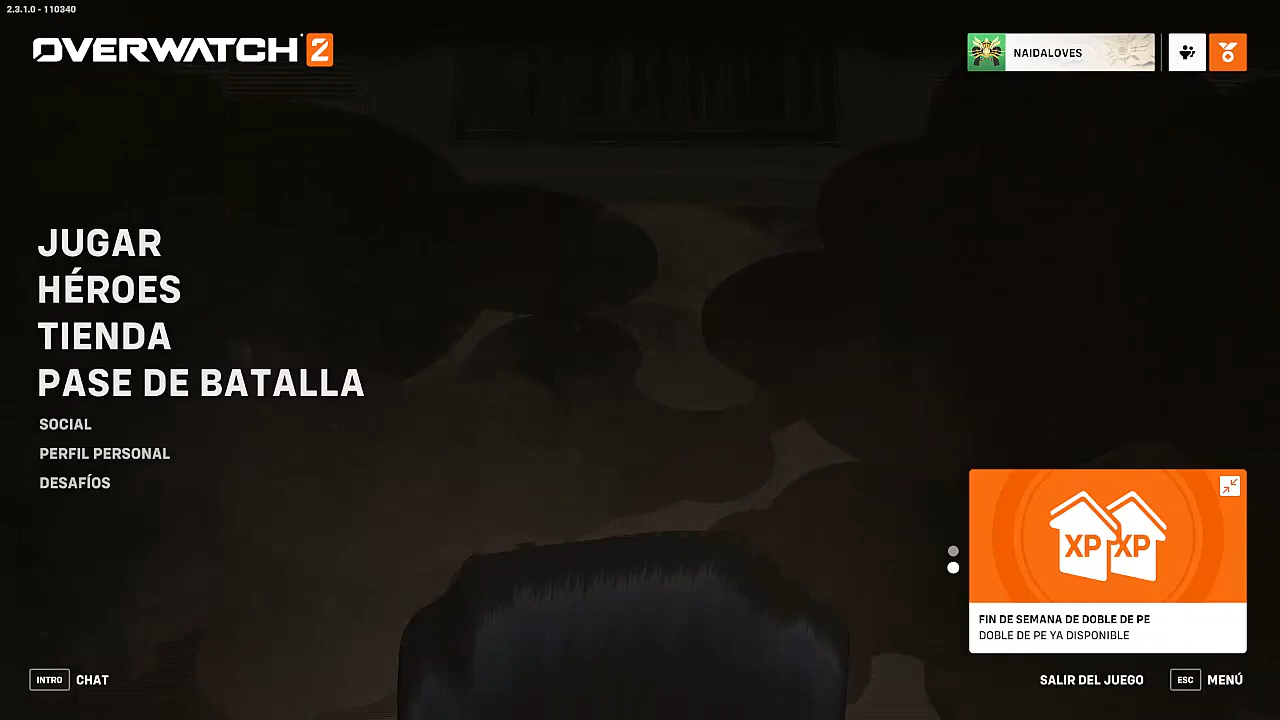 2.3.1.0 - 110340
OVERWATCH 2
NAIDALOVES
JUGAR
HÉROES
TIENDA
PASE DE BATALLA
SOCIAL
PERFIL PERSONAL
DESAFÍOS
XP XP
FIN DE SEMANA DE DOBLE DE PE
DOBLE DE PE YA DISPONIBLE
INTRO CHAT
SALIR DEL JUEGO
ESC MENÚ